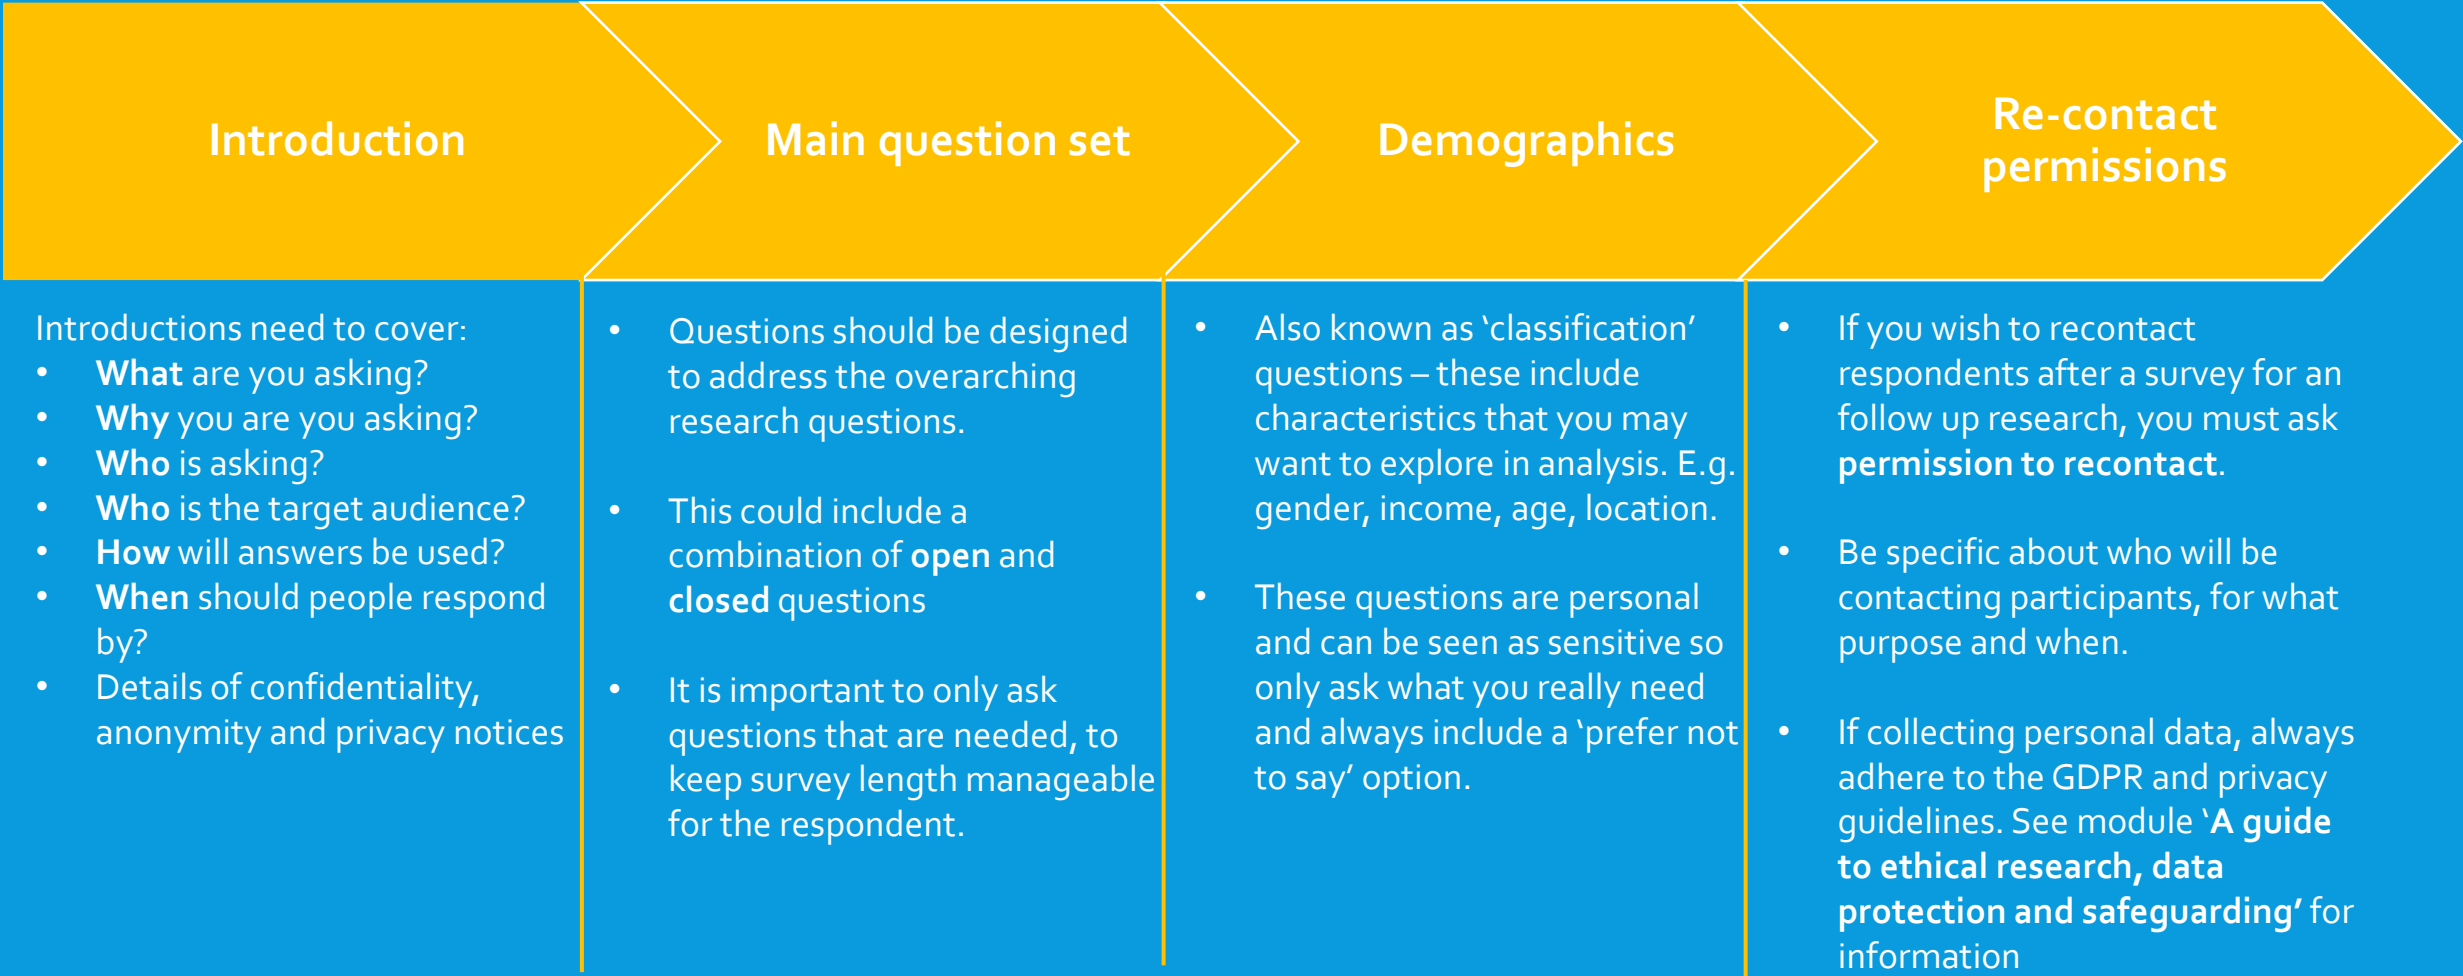 Introduction
Main question set
Demographics
Re-contact
permissions
Introductions need to cover:
• What are you asking?
• Why you are you asking?
• Who is asking?
• Who is the target audience?
• How will answers be used?
• When should people respond
by?
• Details of confidentiality,
anonymity and privacy notices
• Questions should be designed
to address the overarching
research questions.
• This could include a
combination of open and
closed questions
• It is important to only ask
questions that are needed, to
keep survey length manageable
for the respondent.
• Also known as ‘classification’
questions – these include
characteristics that you may
want to explore in analysis. E.g.
gender, income, age, location.
• These questions are personal
and can be seen as sensitive so
only ask what you really need
and always include a ‘prefer not
to say’ option.
• If you wish to recontact
respondents after a survey for an
follow up research, you must ask
permission to recontact.
• Be specific about who will be
contacting participants, for what
purpose and when.
• If collecting personal data, always
adhere to the GDPR and privacy
guidelines. See module ‘A guide
to ethical research, data
protection and safeguarding’ for
information